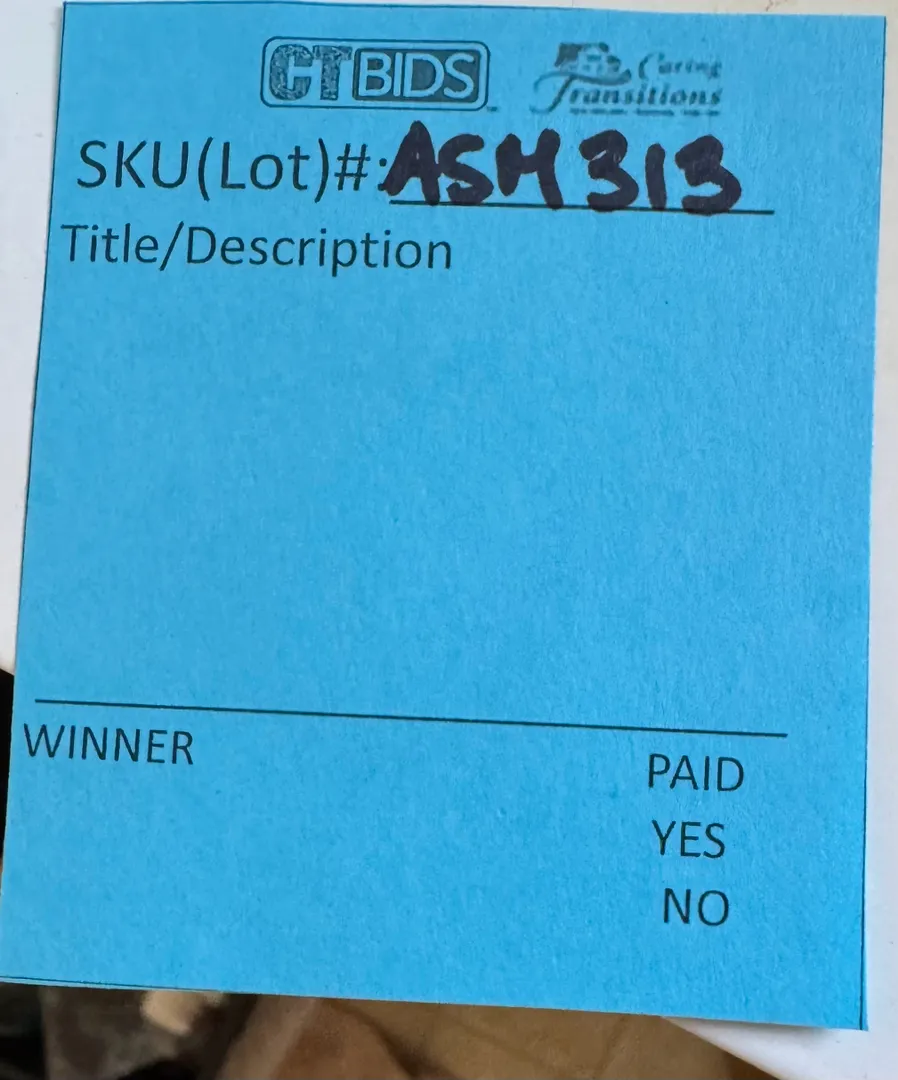 CTBIDS
Caring
Transitions
SKU(Lot)#:ASM313
Title/Description
WINNER
PAID
YES
NO